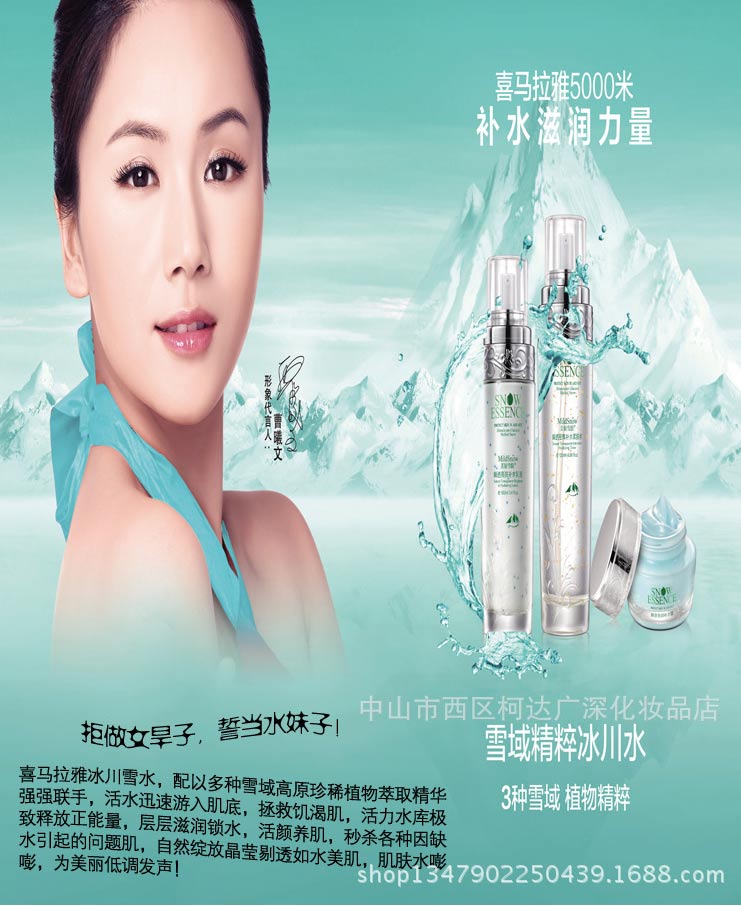 喜马拉雅5000米
补水滋润力量
形象代言人:
曹曦文
SNOW
ESSENCE
MildSnow
SNOW
ESSENCE
MildSnow
SNOW
ESSENCE
中山市西区柯达广深化妆品店
拒做女旱子，誓当水妹子！
雪域精粹冰川水
3种雪域 植物精粹
喜马拉雅冰川雪水，配以多种雪域高原珍稀植物萃取精华
强强联手，活水迅速游入肌底，拯救饥渴肌，活力水库极
致释放正能量，层层滋润锁水，活颜养肌，秒杀各种因缺
水引起的问题肌，自然绽放晶莹剔透如水美肌，肌肤水嘭
嘭，为美丽低调发声！
shop1347902250439.1688.com